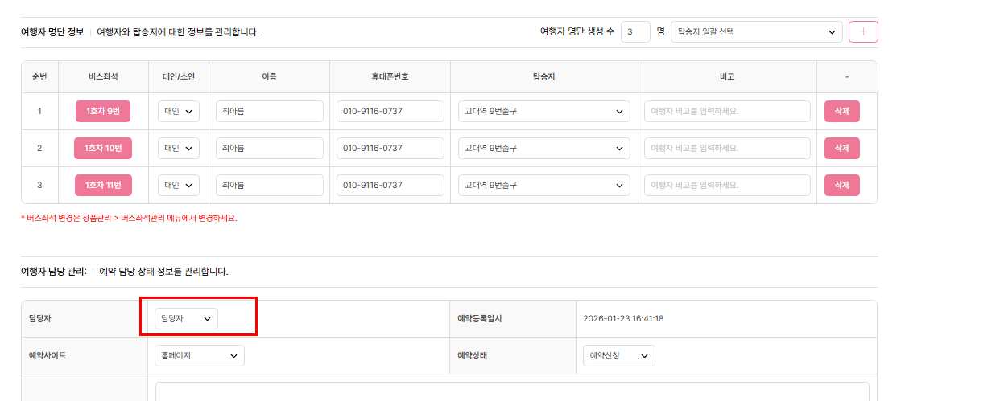 여행자 명단 정보 | 여행자와 탑승지에 대한 정보를 관리합니다. 여행자 명단 생성 수 3 명 탑승지 일괄 선택 +
순번 버스좌석 대인/소인 이름 휴대폰번호 탑승지 비고 -
1 1호차 9번 대인 최아름 010-9116-0737 교대역 9번출구 여행자 비고를 입력하세요. 삭제
2 1호차 10번 대인 최아름 010-9116-0737 교대역 9번출구 여행자 비고를 입력하세요. 삭제
3 1호차 11번 대인 최아름 010-9116-0737 교대역 9번출구 여행자 비고를 입력하세요. 삭제
* 버스좌석 변경은 상품관리 > 버스좌석관리 메뉴에서 변경하세요.
여행자 담당 관리: | 예약 담당 상태 정보를 관리합니다.
담당자 담당자 예약등록일시 2026-01-23 16:41:18
예약사이트 홈페이지 예약상태 예약신청